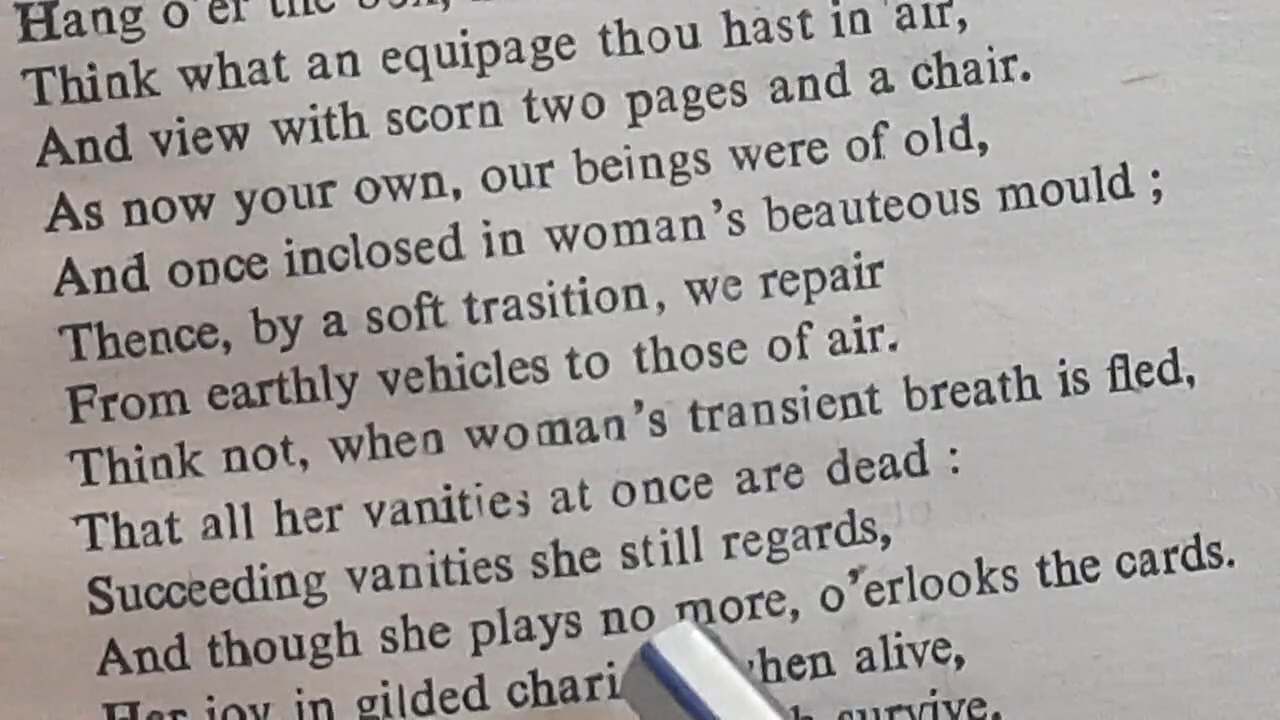 Hang o'er the box,
Think what an equipage thou hast in air,
And view with scorn two pages and a chair.
As now your own, our beings were of old,
And once inclosed in woman's beauteous mould ;
Thence, by a soft trasition, we repair
From earthly vehicles to those of air.
Think not, when woman's transient breath is fled,
That all her vanities at once are dead :
Succeeding vanities she still regards,
And though she plays no more, o'erlooks the cards.
Her joy in gilded chari when alive,
survive.